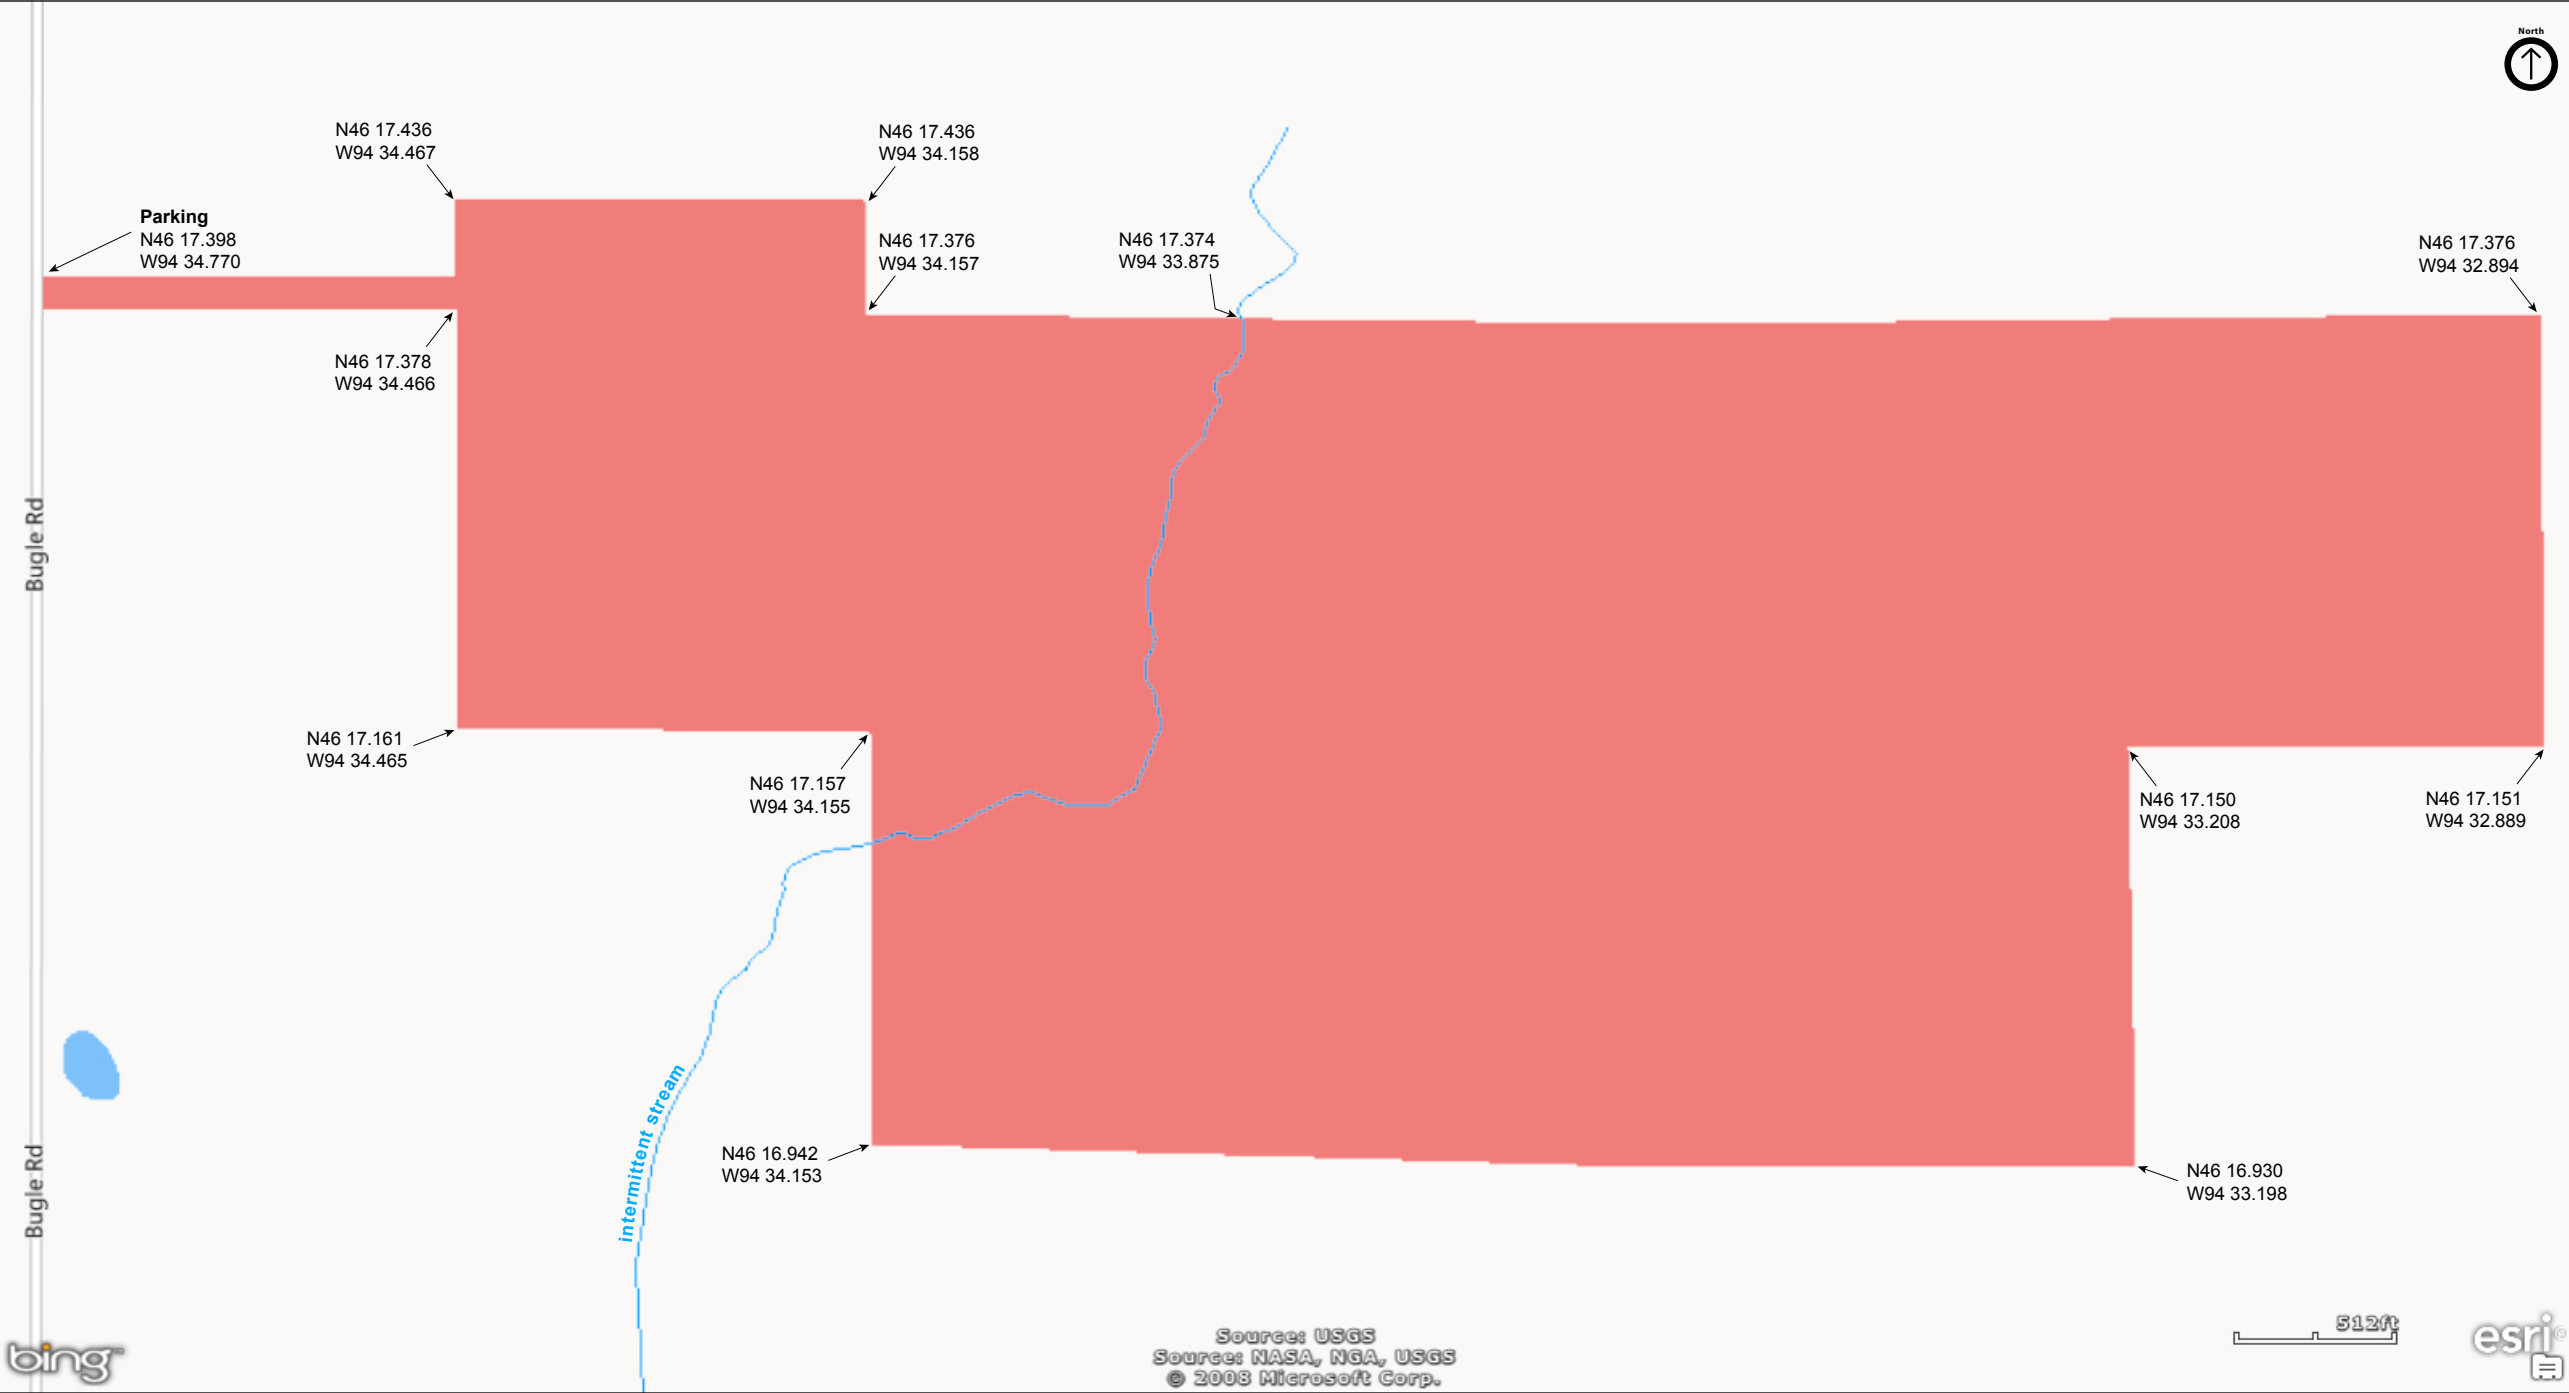 North
N46 17.436
W94 34.467
N46 17.436
W94 34.158
Parking
N46 17.398
W94 34.770
N46 17.376
W94 34.157
N46 17.374
W94 33.875
N46 17.376
W94 32.894
N46 17.378
W94 34.466
Bugle Rd
N46 17.161
W94 34.465
N46 17.157
W94 34.155
N46 17.150
W94 33.208
N46 17.151
W94 32.889
intermittent stream
Bugle Rd
N46 16.942
W94 34.153
N46 16.930
W94 33.198
bing™
Source: USGS
Source: NASA, NGA, USGS
© 2008 Microsoft Corp.
512ft
esri®